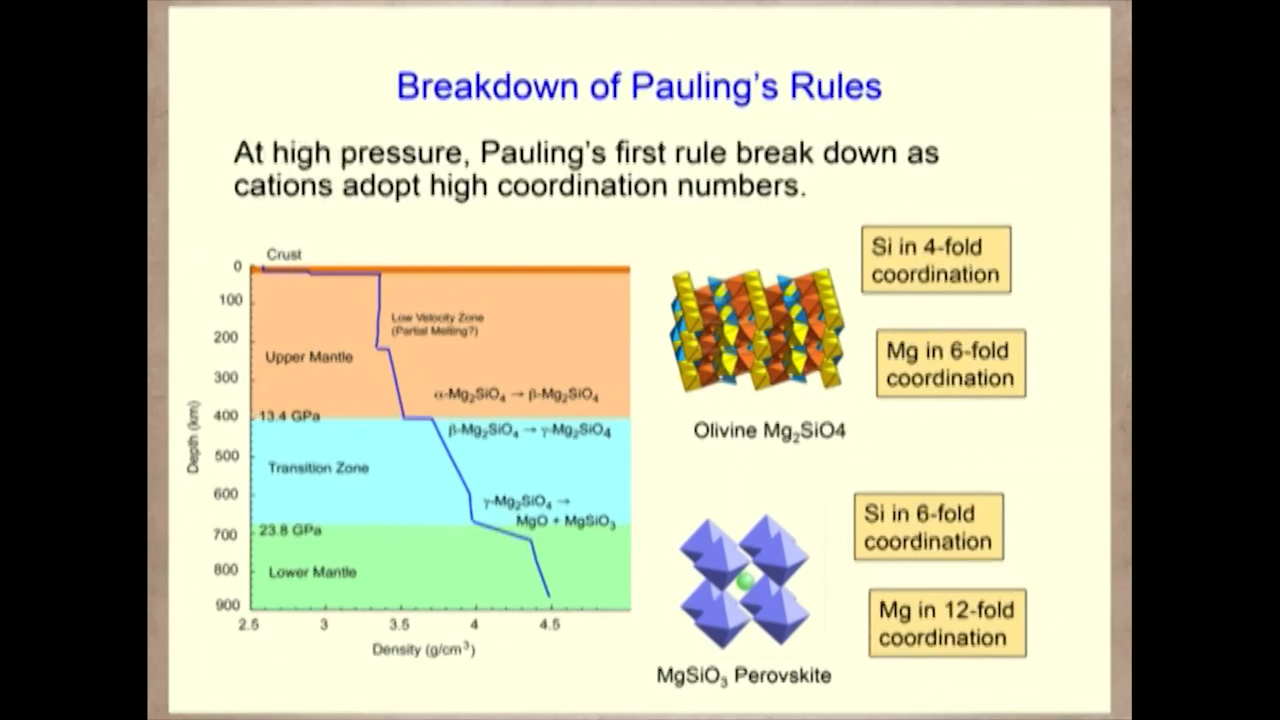 Breakdown of Pauling's Rules
At high pressure, Pauling's first rule break down as
cations adopt high coordination numbers.
Crust
0
100
200
300
400
500
600
700
800
900
Depth (km)
Low Velocity Zone
(Partial Melting?)
Upper Mantle
α-Mg₂SiO₄ → β-Mg₂SiO₄
13.4 GPa
β-Mg₂SiO₄ → γ-Mg₂SiO₄
Transition Zone
γ-Mg₂SiO₄ →
MgO + MgSiO₃
23.8 GPa
Lower Mantle
2.5 3 3.5 4 4.5
Density (g/cm³)
Si in 4-fold
coordination
Mg in 6-fold
coordination
Olivine Mg₂SiO4
Si in 6-fold
coordination
Mg in 12-fold
coordination
MgSiO₃ Perovskite